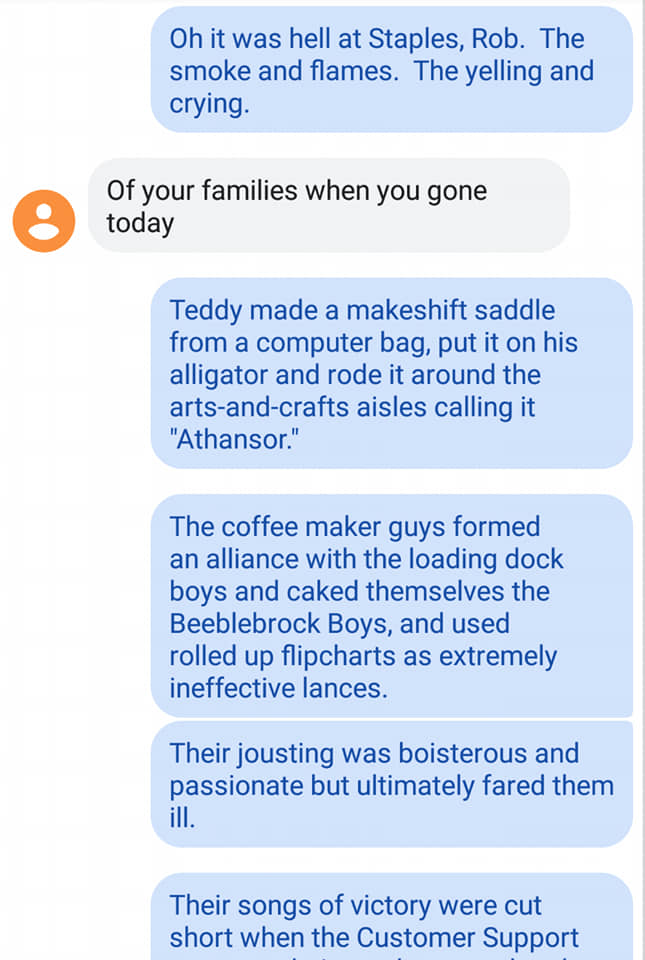 Oh it was hell at Staples, Rob.  The
smoke and flames.  The yelling and
crying.
Of your families when you gone
today
Teddy made a makeshift saddle
from a computer bag, put it on his
alligator and rode it around the
arts-and-crafts aisles calling it
"Athansor."
The coffee maker guys formed
an alliance with the loading dock
boys and caked themselves the
Beeblebrock Boys, and used
rolled up flipcharts as extremely
ineffective lances.
Their jousting was boisterous and
passionate but ultimately fared them
ill.
Their songs of victory were cut
short when the Customer Support